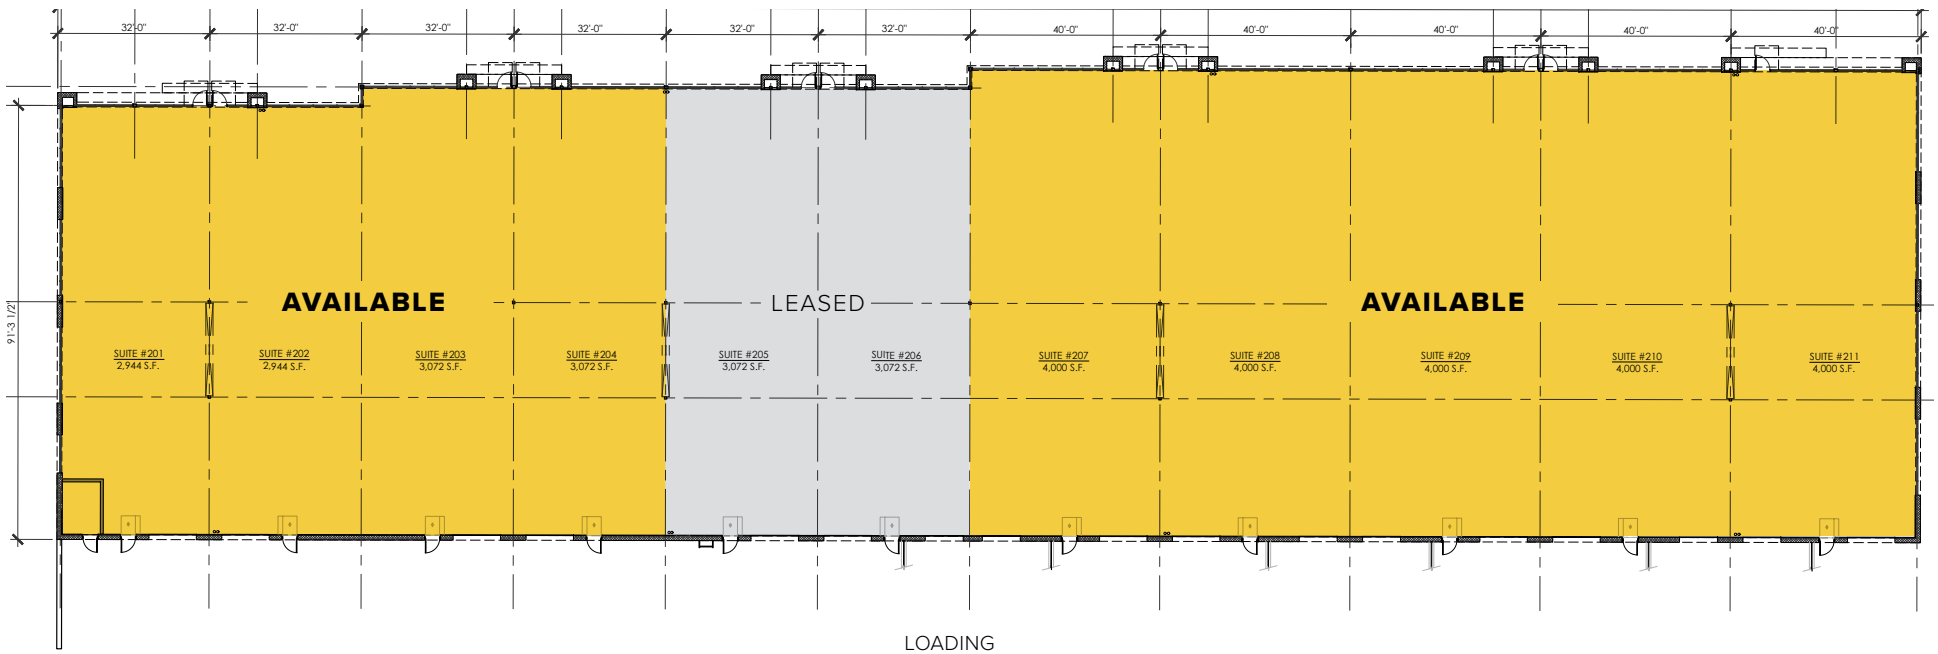 32'-0" 32'-0" 32'-0" 32'-0" 32'-0" 32'-0" 40'-0" 40'-0" 40'-0" 40'-0" 40'-0"
91'-3 1/2"
AVAILABLE
LEASED
AVAILABLE
SUITE #201
2,944 S.F.
SUITE #202
2,944 S.F.
SUITE #203
3,072 S.F.
SUITE #204
3,072 S.F.
SUITE #205
3,072 S.F.
SUITE #206
3,072 S.F.
SUITE #207
4,000 S.F.
SUITE #208
4,000 S.F.
SUITE #209
4,000 S.F.
SUITE #210
4,000 S.F.
SUITE #211
4,000 S.F.
LOADING